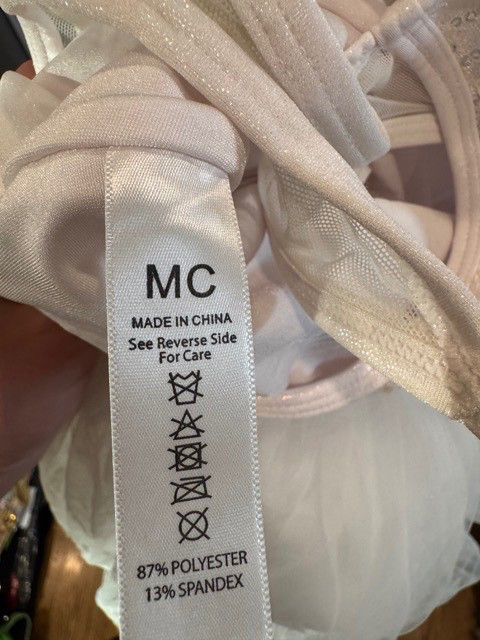 MC
MADE IN CHINA
See Reverse Side
For Care
87% POLYESTER
13% SPANDEX